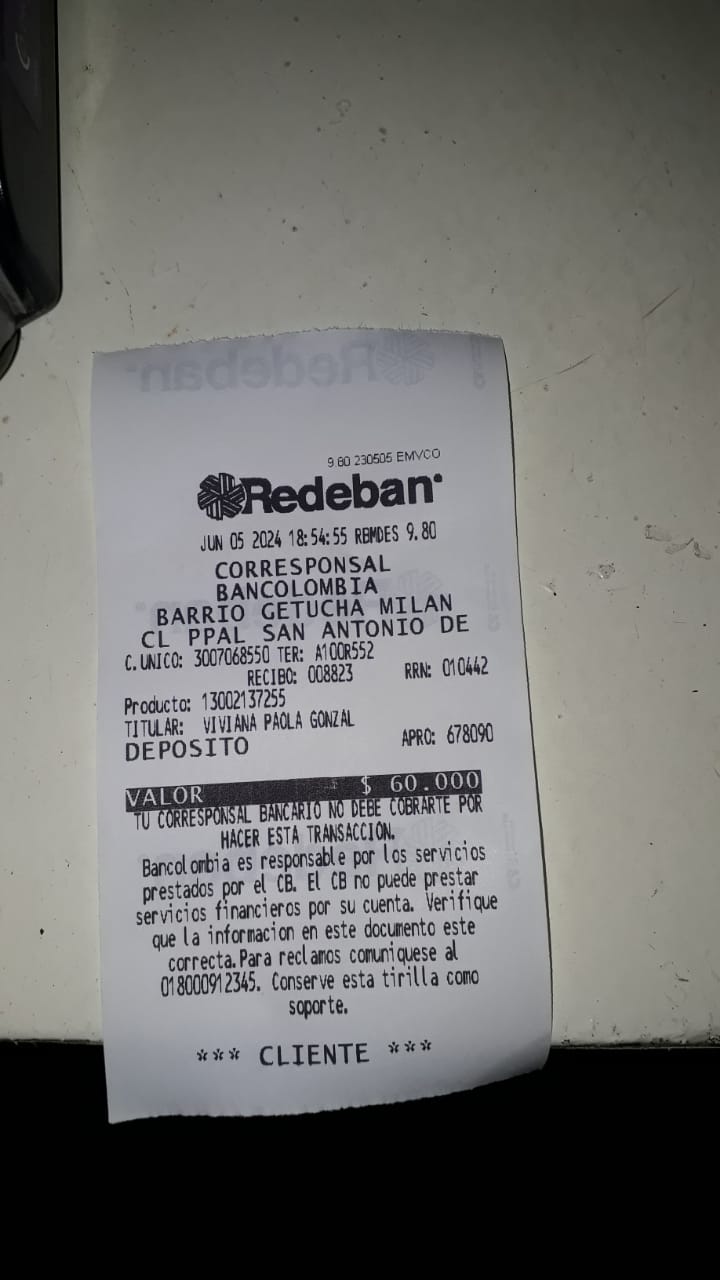 9.80 230505 EMVCO
Redeban
JUN 05 2024 18:54:55 RBMDES 9.80
CORRESPONSAL
BANCOLOMBIA
BARRIO GETUCHA MILAN
CL PPAL SAN ANTONIO DE
C. UNICO: 3007068550 TER: A100R552
RECIBO: 008823 RRN: 010442
Producto: 13002137255
TITULAR: VIVIANA PAOLA GONZAL
DEPOSITO APRO: 678090
VALOR $ 60.000
TU CORRESPONSAL BANCARIO NO DEBE COBRARTE POR
HACER ESTA TRANSACCION.
Bancolombia es responsable por los servicios
prestados por el CB. El CB no puede prestar
servicios financieros por su cuenta. Verifique
que la informacion en este documento este
correcta. Para reclamos comuniquese al
018000912345. Conserve esta tirilla como
soporte.
*** CLIENTE ***